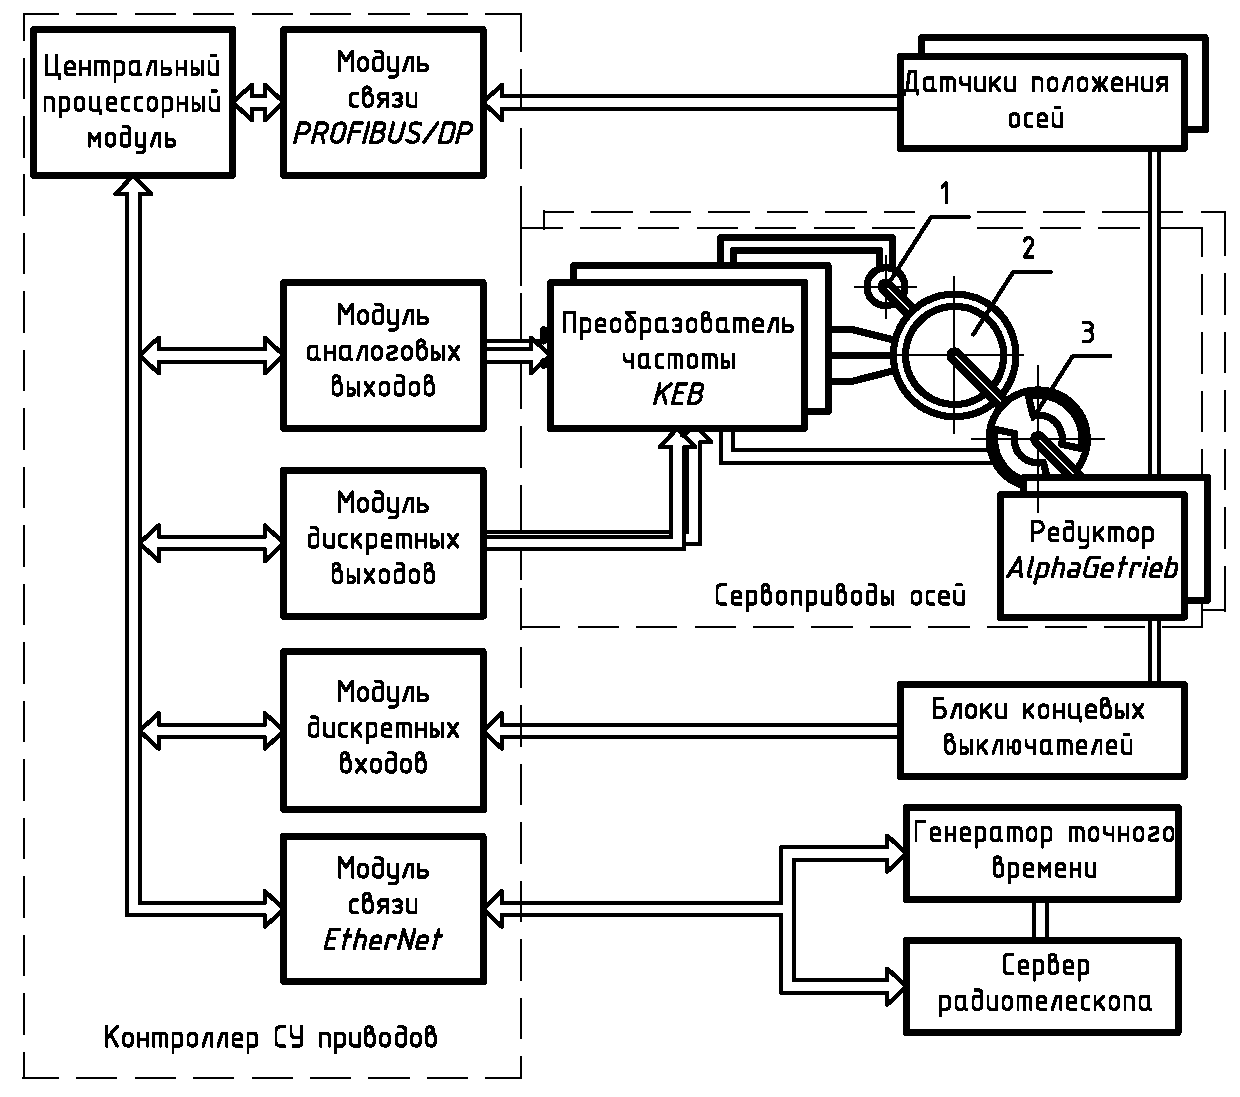 Центральный
процессорный
модуль
Модуль
связи
PROFIBUS/DP
Датчики положения
осей
1
2
3
Модуль
аналоговых
выходов
Преобразователь
частоты
KEB
Модуль
дискретных
выходов
Редуктор
AlphaGetrieb
Сервоприводы осей
Модуль
дискретных
входов
Блоки концевых
выключателей
Генератор точного
времени
Модуль
связи
EtherNet
Сервер
радиотелескопа
Контроллер СУ приводов